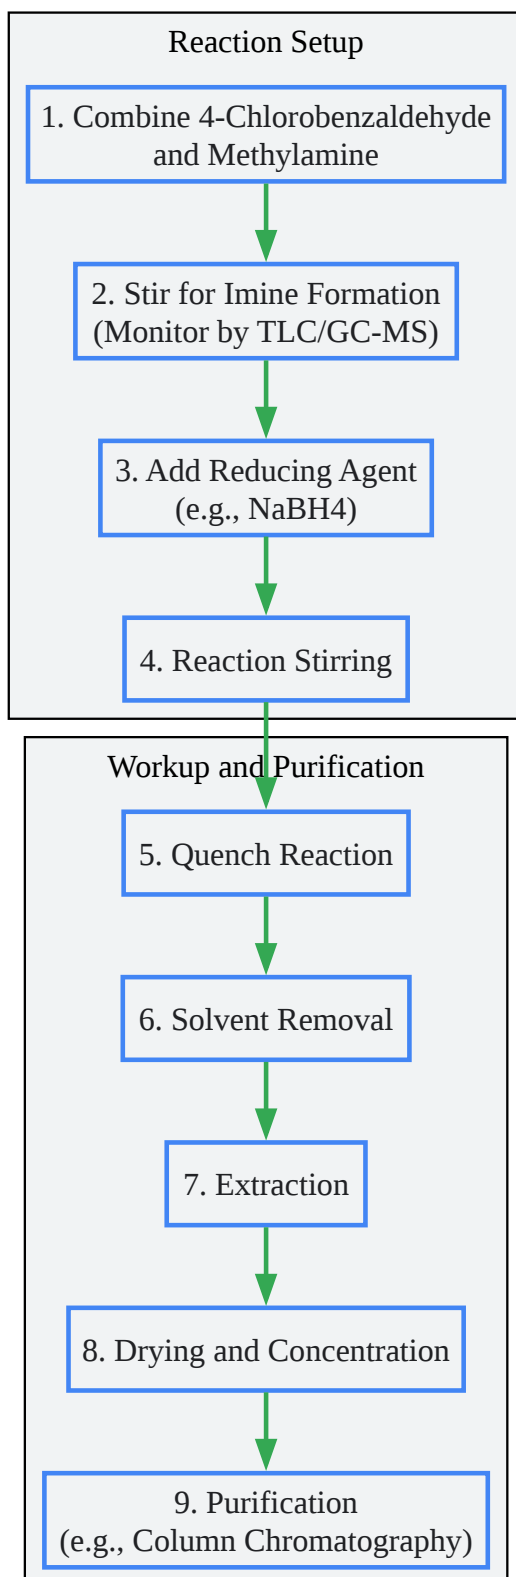 Reaction Setup
1. Combine 4-Chlorobenzaldehyde
and Methylamine
2. Stir for Imine Formation
(Monitor by TLC/GC-MS)
3. Add Reducing Agent
(e.g., NaBH4)
4. Reaction Stirring
Workup and Purification
5. Quench Reaction
6. Solvent Removal
7. Extraction
8. Drying and Concentration
9. Purification
(e.g., Column Chromatography)